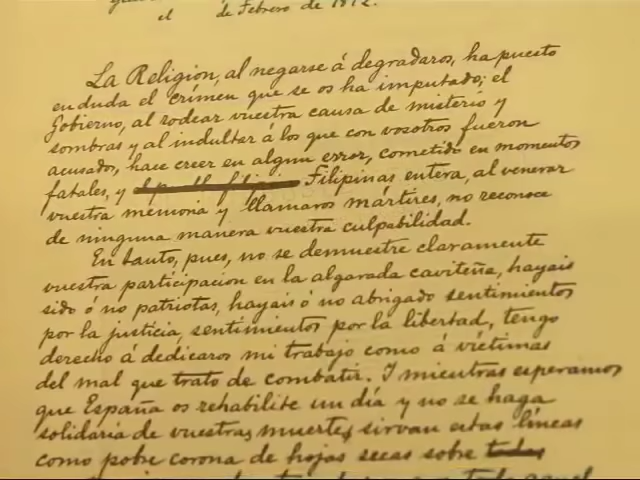 el de Febrero de 1872.
La Religion, al negarse á degradaros, ha puesto
en duda el crímen que se os ha imputado; el
Gobierno, al rodear vuestra causa de misterio y
sombras y al indultar á los que con vosotros fueron
acusados, hace creer en algun error, cometido en momentos
fatales, y Filipinas entera, al venerar
vuestra memoria y llamaros mártires, no reconoce
de ninguna manera vuestra culpabilidad.
En tanto, pues, no se demuestre claramente
vuestra participacion en la algarada caviteña, hayais
sido ó no patriotas, hayais ó no abrigado sentimientos
por la justicia, sentimientos por la libertad, tengo
derecho á dedicaros mi trabajo como á víctimas
del mal que trato de combatir. I mientras esperamos
que España os rehabilite un día y no se haga
solidaria de vuestras muertes, sirvan estas líneas
como pobre corona de hojas secas sobre todas